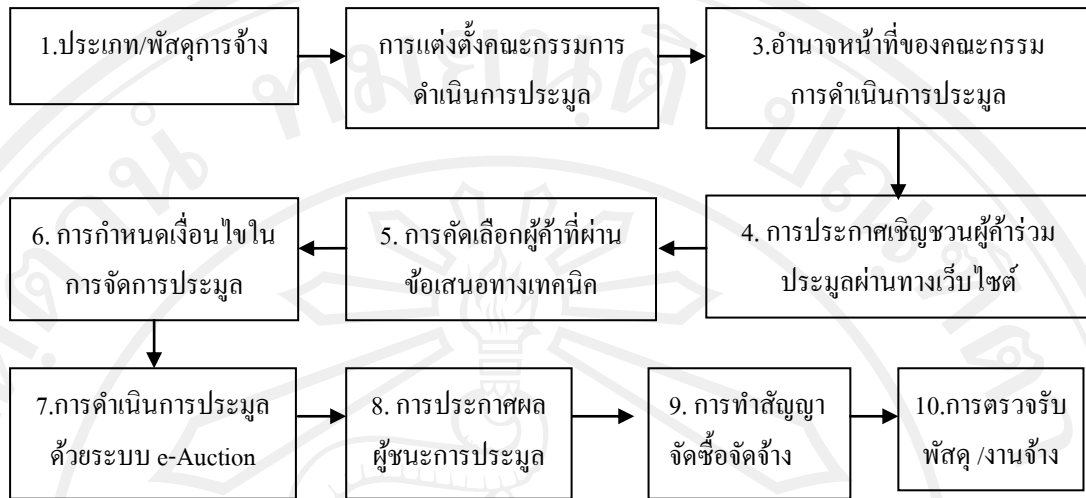 1.ประเภท/พัสดุการจ้าง
การแต่งตั้งคณะกรรมการ
ดำเนินการประมูล
3.อำนาจหน้าที่ของคณะกรรม
การดำเนินการประมูล
4. การประกาศเชิญชวนผู้ค้าร่วม
ประมูลผ่านทางเว็บไซต์
5. การคัดเลือกผู้ค้าที่ผ่าน
ข้อเสนอทางเทคนิค
6. การกำหนดเงื่อนไขใน
การจัดการประมูล
7.การดำเนินการประมูล
ด้วยระบบ e-Auction
8. การประกาศผล
ผู้ชนะการประมูล
9. การทำสัญญา
จัดซื้อจัดจ้าง
10.การตรวจรับ
พัสดุ /งานจ้าง